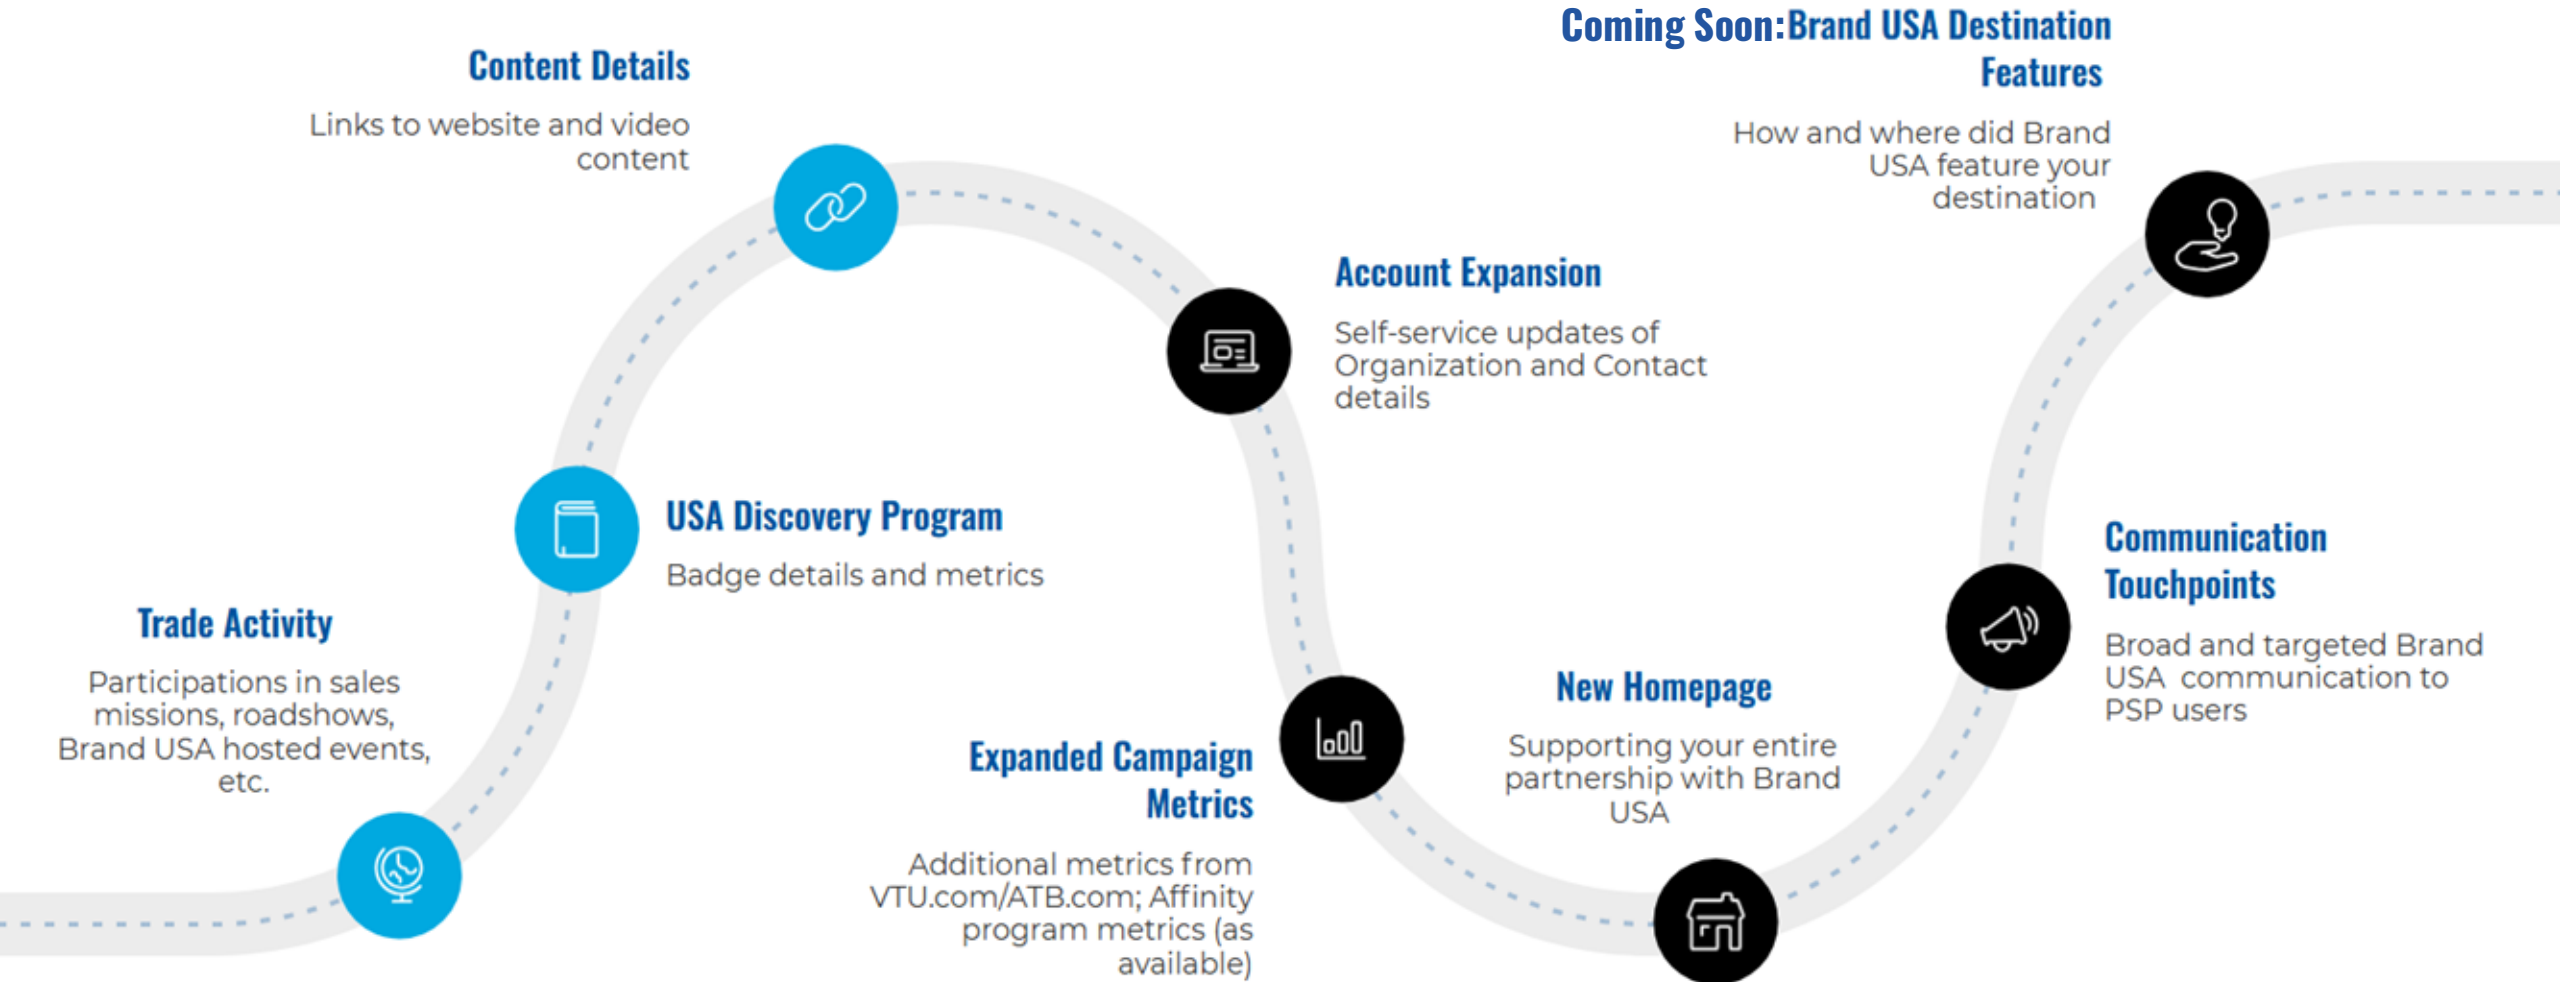 Content Details
Links to website and video
content
Coming Soon:Brand USA Destination
Features
How and where did Brand
USA feature your
destination
Account Expansion
Self-service updates of
Organization and Contact
details
USA Discovery Program
Badge details and metrics
Trade Activity
Participations in sales
missions, roadshows,
Brand USA hosted events,
etc.
Expanded Campaign
Metrics
Additional metrics from
VTU.com/ATB.com; Affinity
program metrics (as
available)
New Homepage
Supporting your entire
partnership with Brand
USA
Communication
Touchpoints
Broad and targeted Brand
USA communication to
PSP users